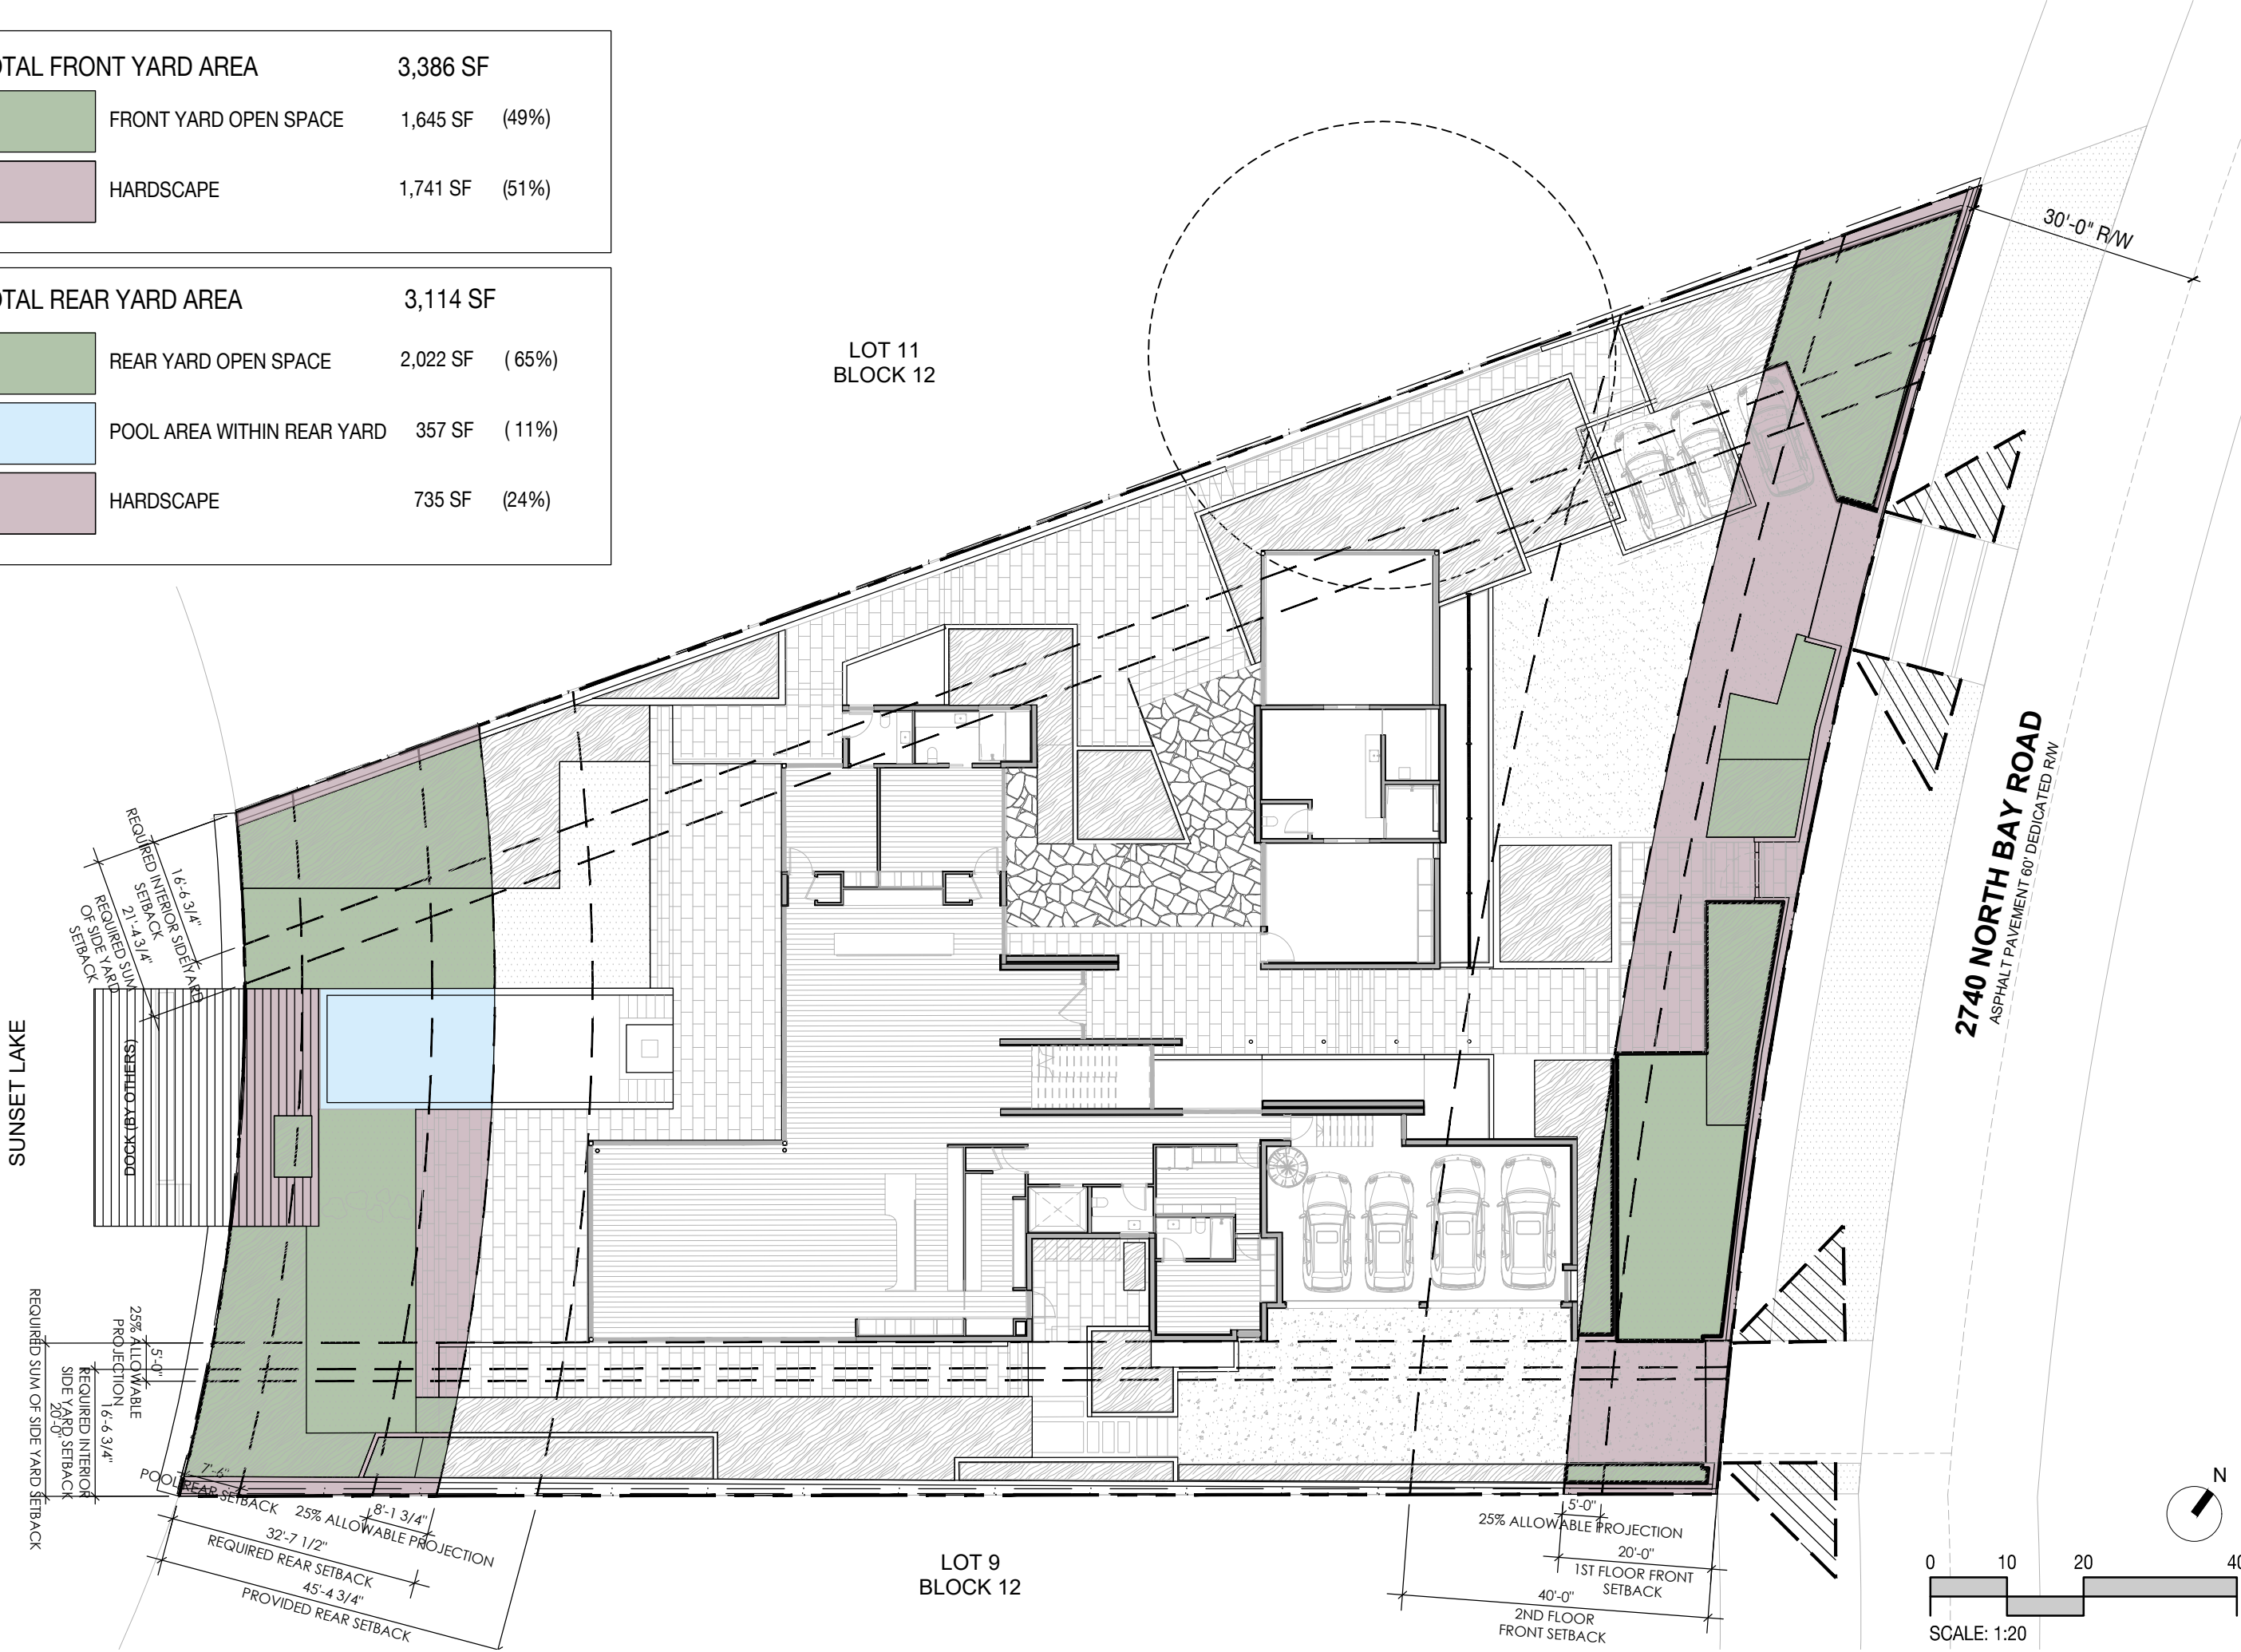 OTAL FRONT YARD AREA 3,386 SF
FRONT YARD OPEN SPACE 1,645 SF (49%)
HARDSCAPE 1,741 SF (51%)
OTAL REAR YARD AREA 3,114 SF
REAR YARD OPEN SPACE 2,022 SF ( 65%)
POOL AREA WITHIN REAR YARD 357 SF ( 11%)
HARDSCAPE 735 SF (24%)
LOT 11
BLOCK 12
30'-0" R/W
2740 NORTH BAY ROAD
ASPHALT PAVEMENT 60' DEDICATED R/W
16'-6 3/4"
REQUIRED INTERIOR SIDE YARD
SETBACK
21'-4 3/4"
REQUIRED SUM
OF SIDE YARD
SETBACK
SUNSET LAKE
DOCK (BY OTHERS)
5'-0"
25% ALLOWABLE
PROJECTION
16'-6 3/4"
REQUIRED INTERIOR
SIDE YARD SETBACK
20'-0"
REQUIRED SUM OF SIDE YARD SETBACK
7'-6"
POOL REAR SETBACK
8'-1 3/4"
25% ALLOWABLE PROJECTION
32'-7 1/2"
REQUIRED REAR SETBACK
45'-4 3/4"
PROVIDED REAR SETBACK
LOT 9
BLOCK 12
5'-0"
25% ALLOWABLE PROJECTION
20'-0"
1ST FLOOR FRONT
SETBACK
40'-0"
2ND FLOOR
FRONT SETBACK
N
0 10 20 40
SCALE: 1:20